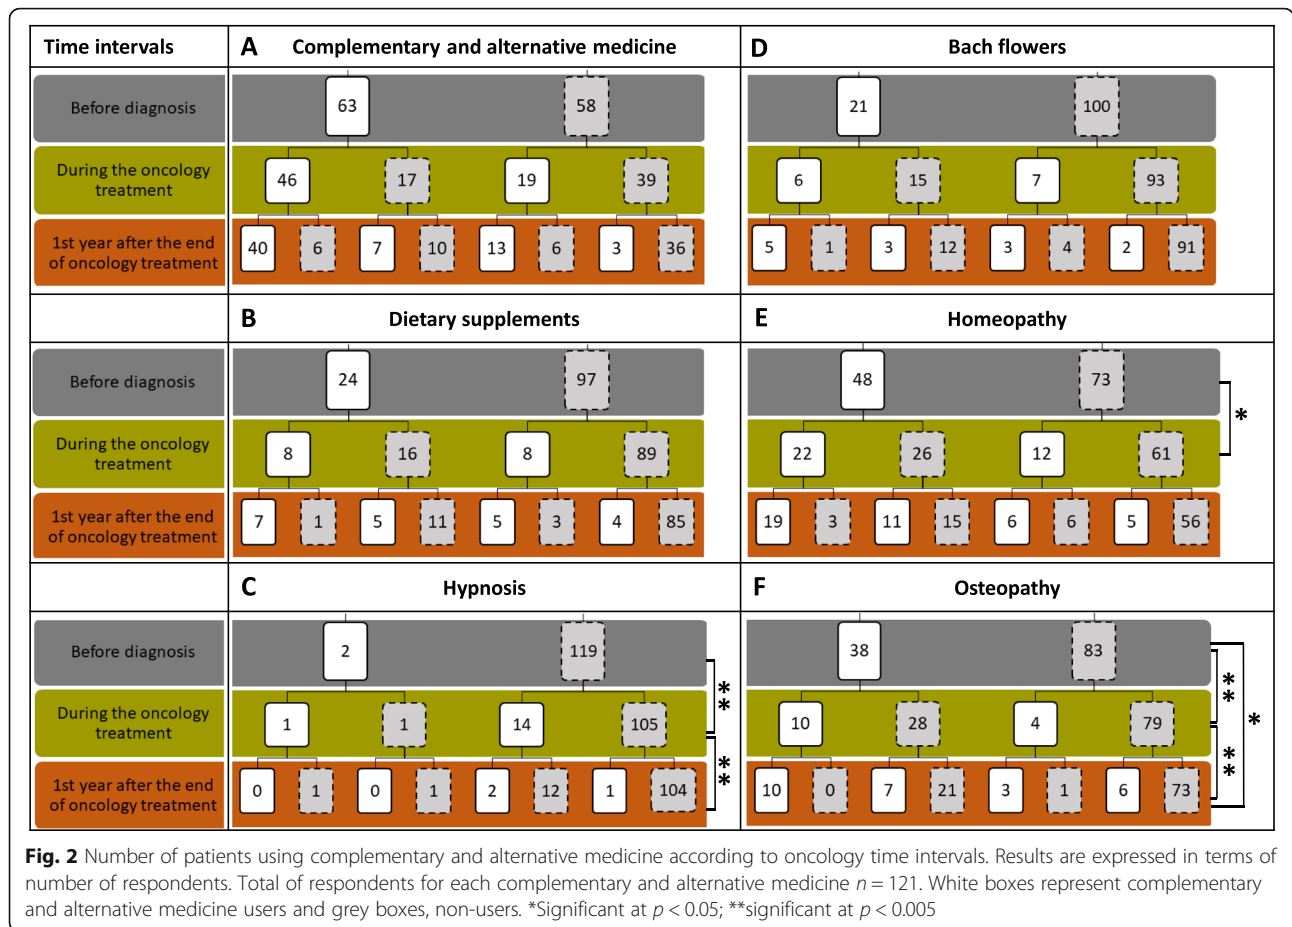 Time intervals
A Complementary and alternative medicine
D Bach flowers
Before diagnosis
63 58
21 100
During the oncology
treatment
46 17 19 39
6 15 7 93
1st year after the end
of oncology treatment
40 6 7 10 13 6 3 36
5 1 3 12 3 4 2 91
B Dietary supplements
E Homeopathy
Before diagnosis
24 97
48 73
*
During the oncology
treatment
8 16 8 89
22 26 12 61
1st year after the end
of oncology treatment
7 1 5 11 5 3 4 85
19 3 11 15 6 6 5 56
C Hypnosis
F Osteopathy
Before diagnosis
2 119
38 83
**
**
*
During the oncology
treatment
1 1 14 105
10 28 4 79
**
**
1st year after the end
of oncology treatment
0 1 0 1 2 12 1 104
10 0 7 21 3 1 6 73
Fig. 2 Number of patients using complementary and alternative medicine according to oncology time intervals. Results are expressed in terms of
number of respondents. Total of respondents for each complementary and alternative medicine n = 121. White boxes represent complementary
and alternative medicine users and grey boxes, non-users. *Significant at p < 0.05; **significant at p < 0.005